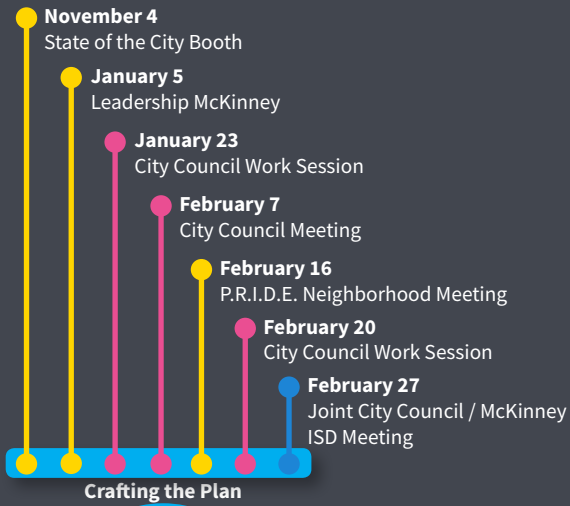 November 4
State of the City Booth
January 5
Leadership McKinney
January 23
City Council Work Session
February 7
City Council Meeting
February 16
P.R.I.D.E. Neighborhood Meeting
February 20
City Council Work Session
February 27
Joint City Council / McKinney
ISD Meeting
Crafting the Plan